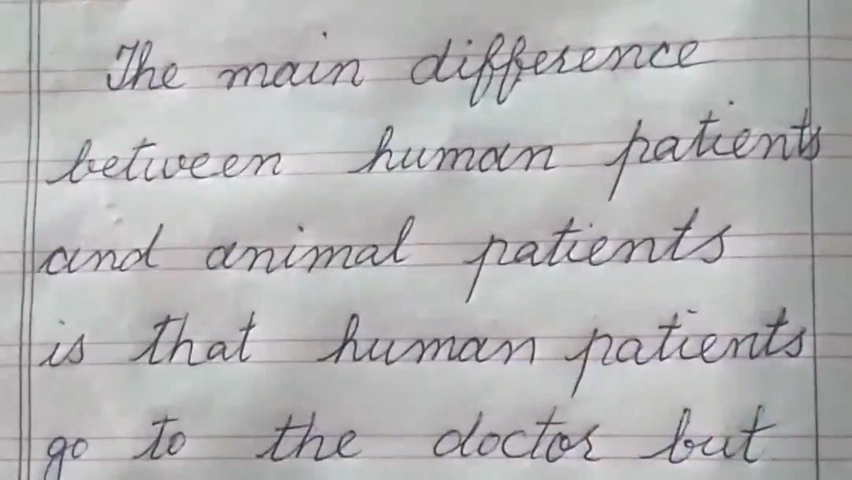 The main difference
between human patients
and animal patients
is that human patients
go to the doctor but